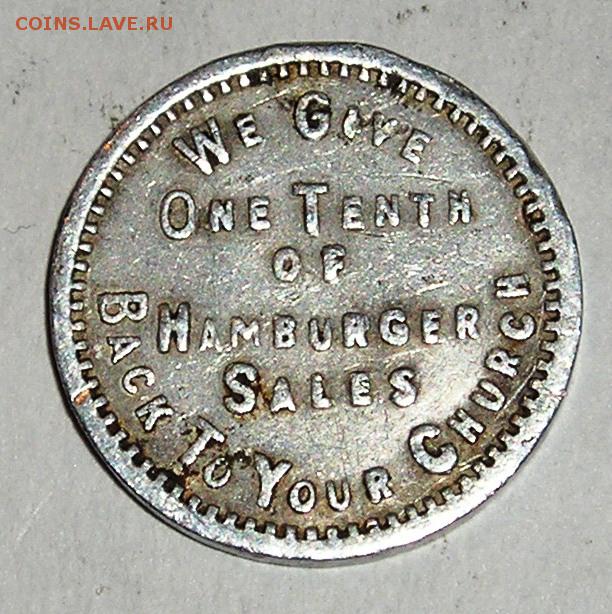 COINS.LAVE.RU
WE GIVE
ONE TENTH
OF
HAMBURGER
SALES
BACK TO YOUR CHURCH